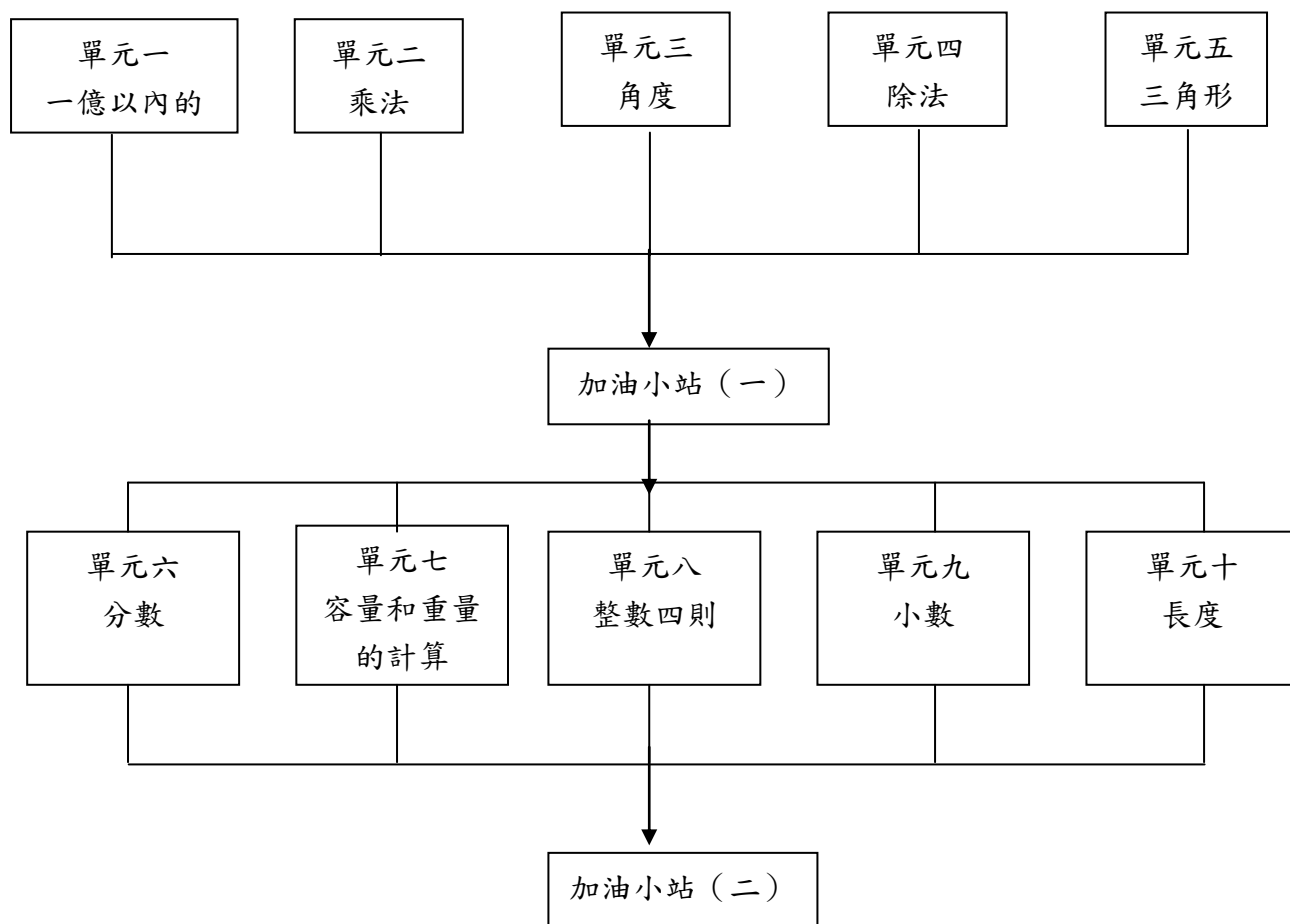 單元一
一億以內的
單元二
乘法
單元三
角度
單元四
除法
單元五
三角形
加油小站（一）
單元六
分數
單元七
容量和重量
的計算
單元八
整數四則
單元九
小數
單元十
長度
加油小站（二）